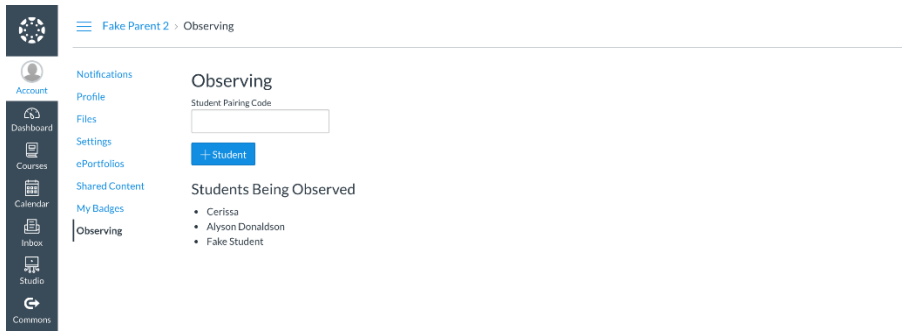 Fake Parent 2 > Observing
Account
Dashboard
Courses
Calendar
Inbox
Studio
Commons
Notifications
Profile
Files
Settings
ePortfolios
Shared Content
My Badges
Observing
Observing
Student Pairing Code
+ Student
Students Being Observed
• Cerissa
• Alyson Donaldson
• Fake Student